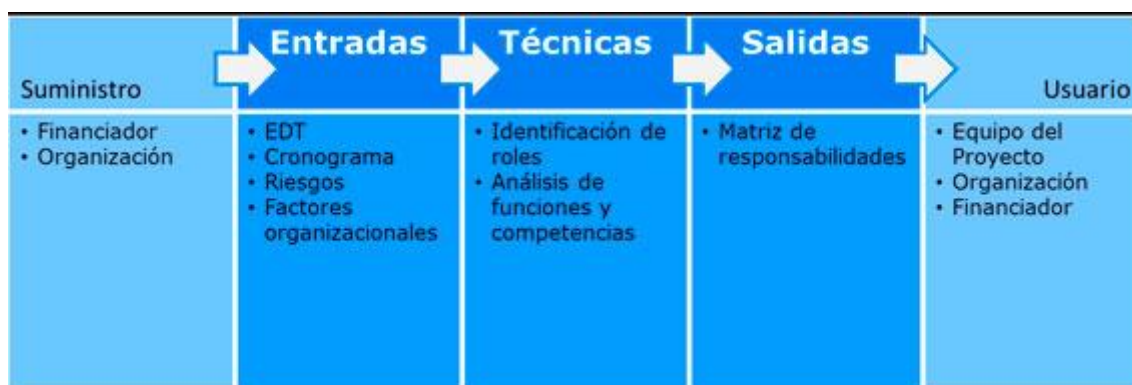 Suministro
Entradas
Técnicas
Salidas
Usuario
• Financiador
• Organización
• EDT
• Cronograma
• Riesgos
• Factores
organizacionales
• Identificación de
roles
• Análisis de
funciones y
competencias
• Matriz de
responsabilidades
• Equipo del
Proyecto
• Organización
• Financiador